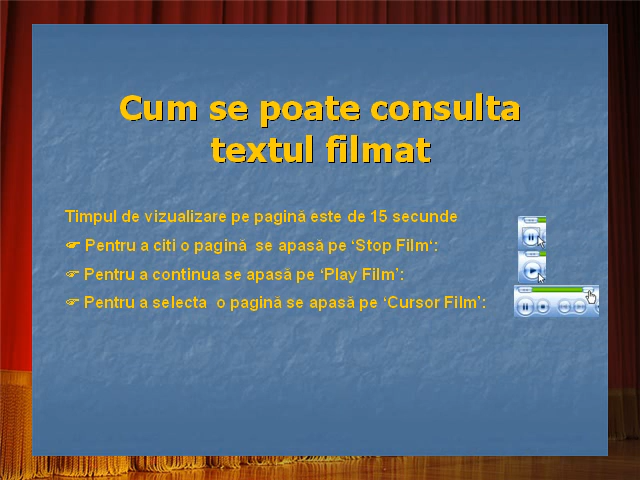 Cum se poate consulta
textul filmat
Timpul de vizualizare pe pagină este de 15 secunde
☞ Pentru a citi o pagină se apasă pe ‘Stop Film‘:
☞ Pentru a continua se apasă pe ‘Play Film’:
☞ Pentru a selecta o pagină se apasă pe ‘Cursor Film’: